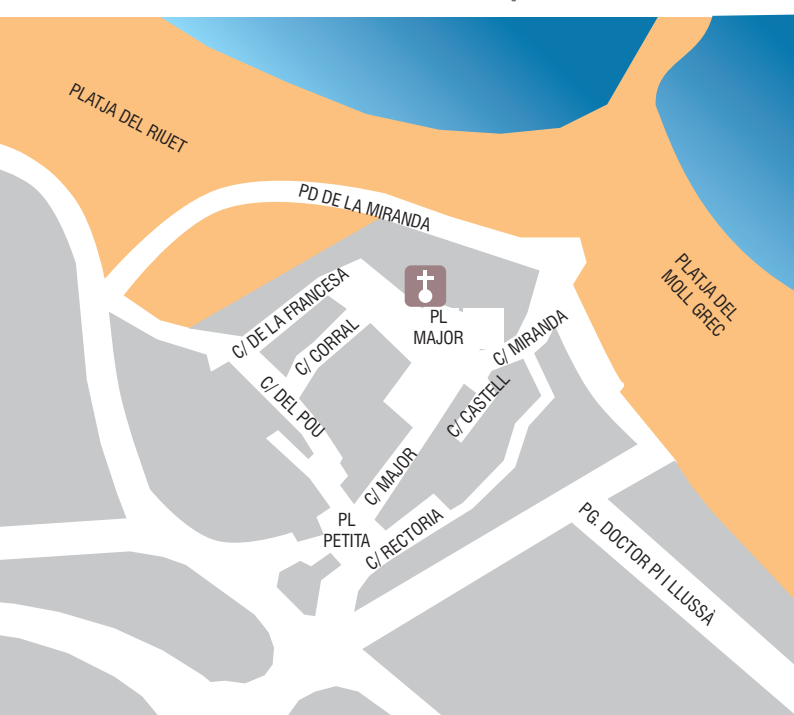 PLATJA DEL RIUET
PD DE LA MIRANDA
PLATJA DEL
MOLL GREC
C/ DE LA FRANCESA
PL
MAJOR
C/ CORRAL
C/ MIRANDA
C/ DEL POU
C/ CASTELL
C/ MAJOR
PL
PETITA
C/ RECTORIA
PG. DOCTOR PI I LLUSSÀ